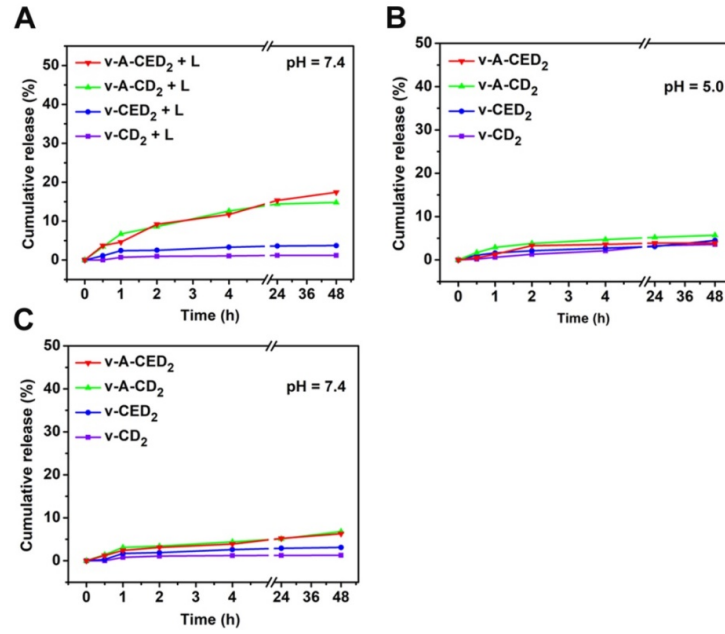 A
v-A-CED₂ + L
v-A-CD₂ + L
v-CED₂ + L
v-CD₂ + L
pH = 7.4
50
40
30
20
10
0
Cumulative release (%)
0 1 2 3 4 24 36 48
Time (h)
B
v-A-CED₂
v-A-CD₂
v-CED₂
v-CD₂
pH = 5.0
50
40
30
20
10
0
Cumulative release (%)
0 1 2 3 4 24 36 48
Time (h)
C
v-A-CED₂
v-A-CD₂
v-CED₂
v-CD₂
pH = 7.4
50
40
30
20
10
0
Cumulative release (%)
0 1 2 3 4 24 36 48
Time (h)